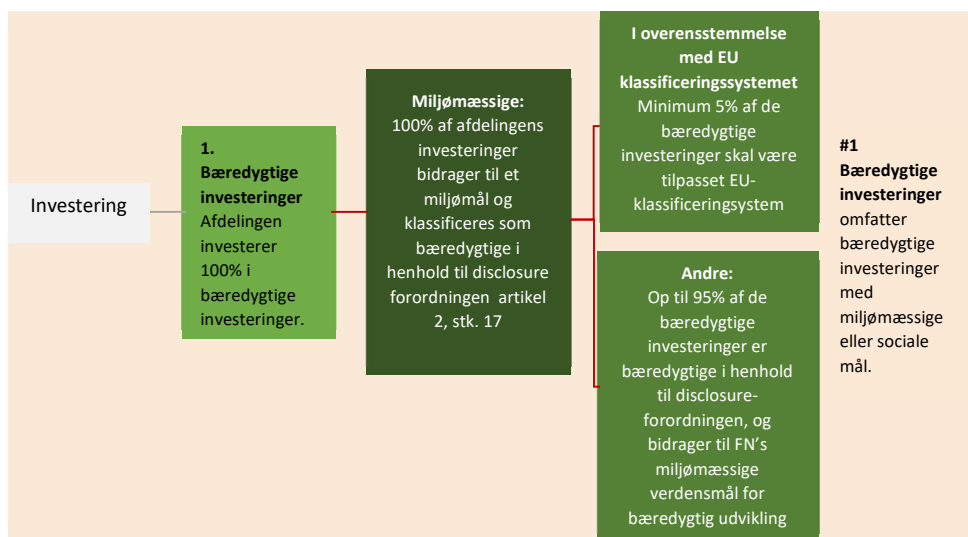 Investering
1.
Bæredygtige
investeringer
Afdelingen
investerer
100% i
bæredygtige
investeringer.
Miljømæssige:
100% af afdelingens
investeringer
bidrager til et
miljømål og
klassificeres som
bæredygtige i
henhold til disclosure
forordningen artikel
2, stk. 17
I overensstemmelse
med EU
klassificeringssystemet
Minimum 5% af de
bæredygtige
investeringer skal være
tilpasset EU-
klassificeringsystem
Andre:
Op til 95% af de
bæredygtige
investeringer er
bæredygtige i henhold
til disclosure-
forordningen, og
bidrager til FN’s
miljømæssige
verdensmål for
bæredygtig udvikling
#1
Bæredygtige
investeringer
omfatter
bæredygtige
investeringer
med
miljømæssige
eller sociale
mål.